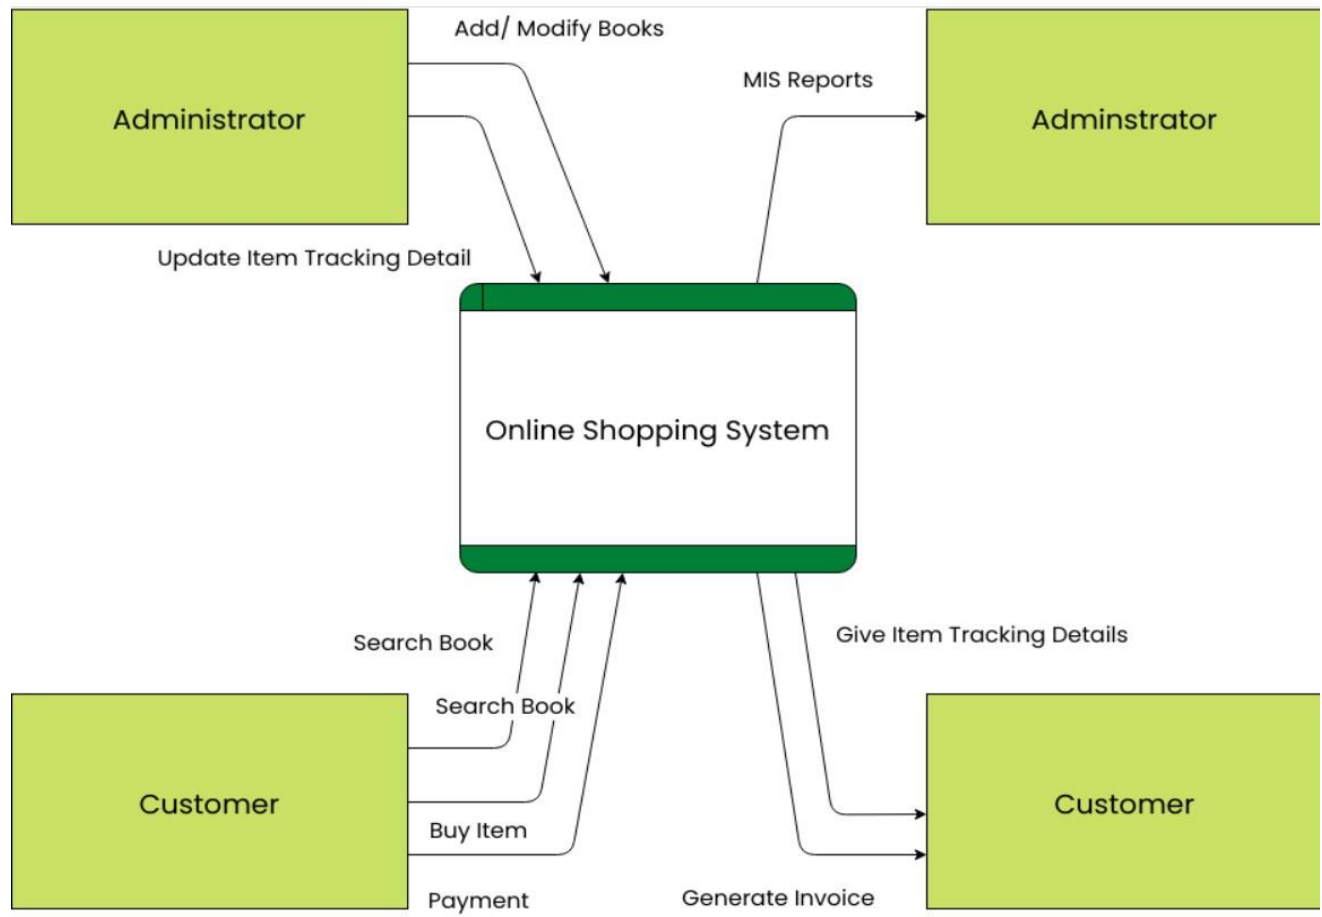 Add/ Modify Books
MIS Reports
Administrator
Adminstrator
Update Item Tracking Detail
Online Shopping System
Search Book
Give Item Tracking Details
Search Book
Customer
Customer
Buy Item
Payment
Generate Invoice